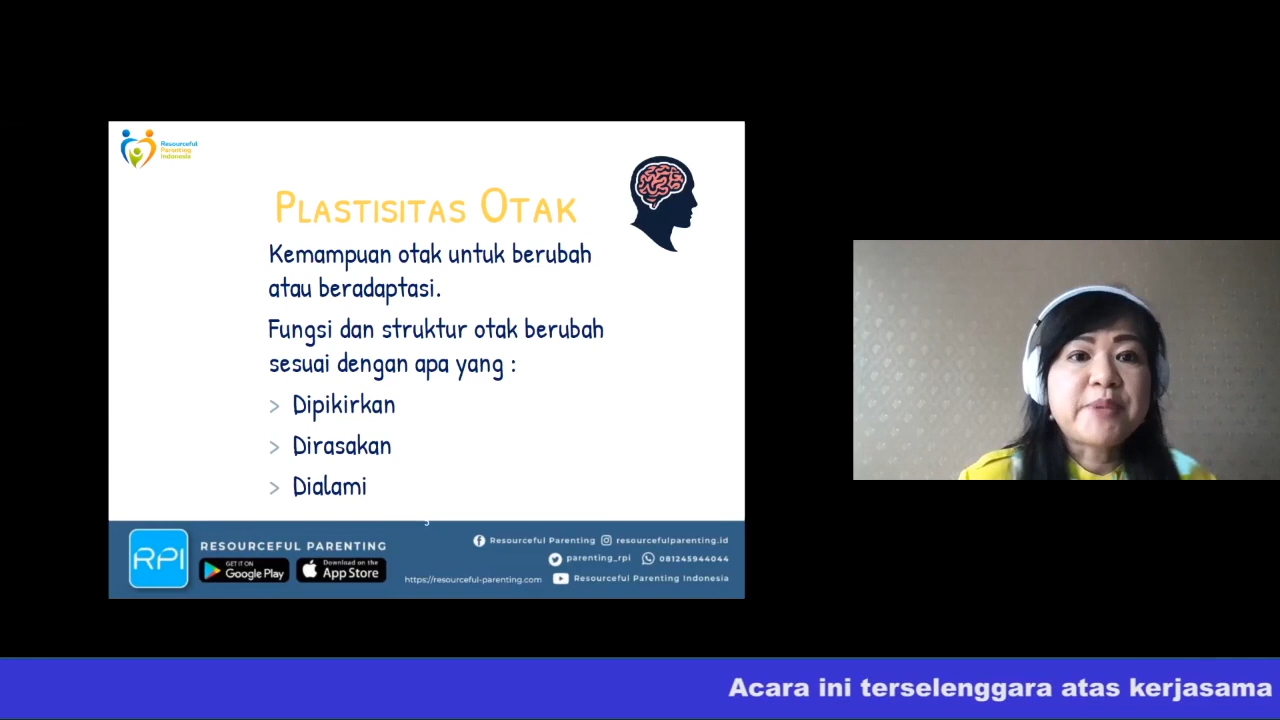 Resourceful
Parenting
Indonesia
Plastisitas Otak
Kemampuan otak untuk berubah
atau beradaptasi.
Fungsi dan struktur otak berubah
sesuai dengan apa yang :
> Dipikirkan
> Dirasakan
> Dialami
5
RPI
RESOURCEFUL PARENTING
GET IT ON
Google Play
Download on the
App Store
Resourceful Parenting resourcefulparenting.id
parenting_rpi 081245944044
https://resourceful-parenting.com Resourceful Parenting Indonesia
Acara ini terselenggara atas kerjasama